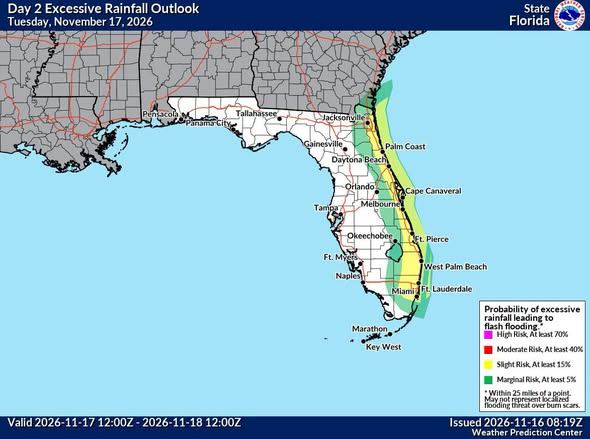 Day 2 Excessive Rainfall Outlook
Tuesday, November 17, 2026
State
Florida
Pensacola
Panama City
Tallahassee
Jacksonville
Gainesville
Palm Coast
Daytona Beach
Orlando
Cape Canaveral
Melbourne
Tampa
Okeechobee
Ft. Pierce
Ft. Myers
West Palm Beach
Naples
Ft. Lauderdale
Miami
Marathon
Key West
Probability of excessive
rainfall leading to
flash flooding.*
High Risk, At least 70%
Moderate Risk, At least 40%
Slight Risk, At least 15%
Marginal Risk, At least 5%
* Within 25 miles of a point.
May not represent localized
flooding threat over burn scars.
Valid 2026-11-17 12:00Z - 2026-11-18 12:00Z
Issued 2026-11-16 08:19Z
Weather Prediction Center